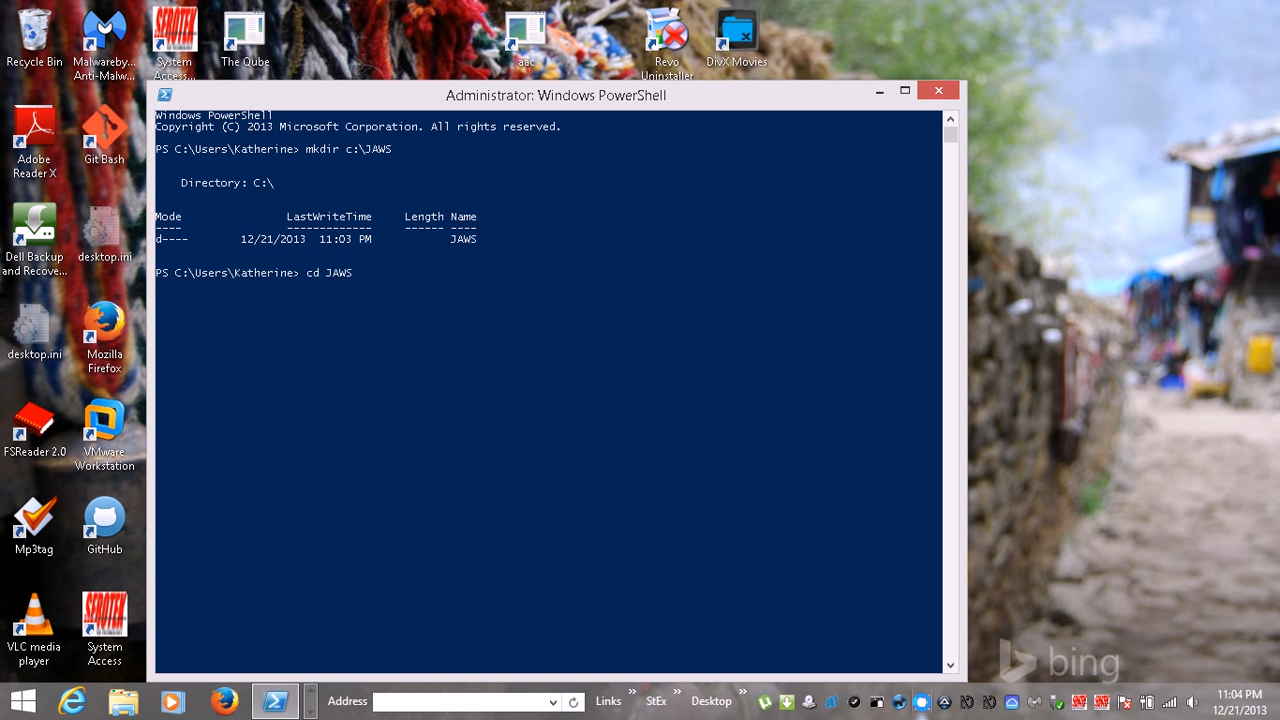 Recycle Bin
Malwareby...
Anti-Malw...
SEROTEK
System
Access...
The Qube
aac
Revo
Uninstaller
DivX Movies
Administrator: Windows PowerShell
Windows PowerShell
Copyright (C) 2013 Microsoft Corporation. All rights reserved.
PS C:\Users\Katherine> mkdir c:\JAWS
Directory: C:\
Mode LastWriteTime Length Name
---- ------------- ------ ----
d---- 12/21/2013 11:03 PM JAWS
PS C:\Users\Katherine> cd JAWS
Adobe
Reader X
Git Bash
Dell Backup
and Recove...
desktop.ini
desktop.ini
Mozilla
Firefox
FSReader 2.0
VMware
Workstation
Mp3tag
GitHub
VLC media
player
SEROTEK
System
Access
bing
Address
Links
StEx
Desktop
11:04 PM
12/21/2013